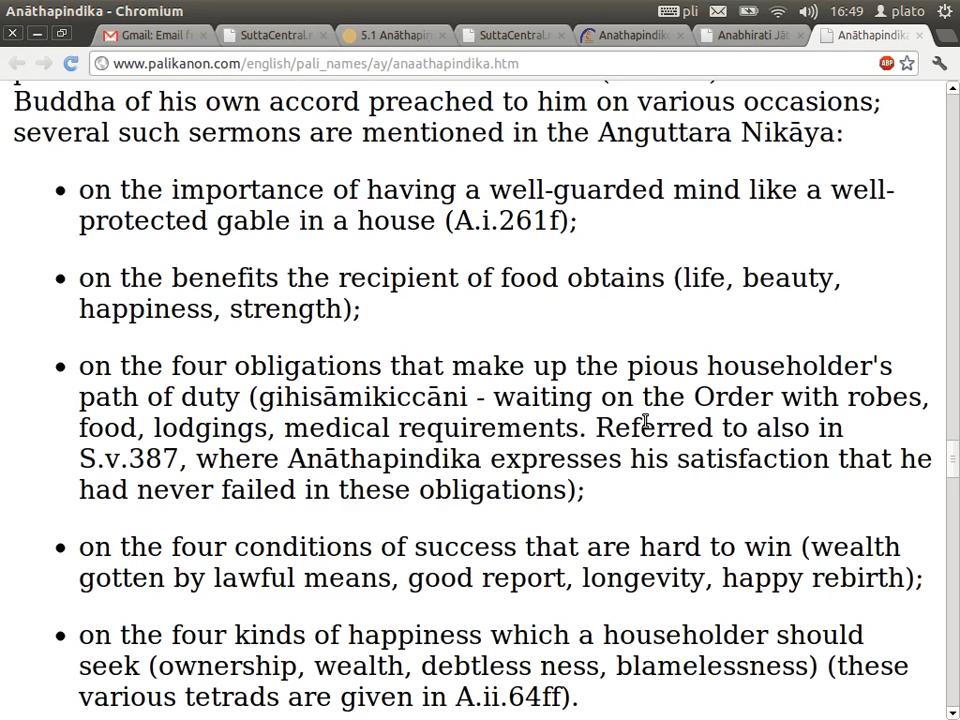 Anāthapindika - Chromium
pli
16:49
plato
Gmail: Email f
SuttaCentral.
5.1 Anāthapin
SuttaCentral.
Anathapindik
Abhabhirati Jāt
Anāthapindika
www.palikanon.com/english/pali_names/ay/anaathapindika.htm
ABP
Buddha of his own accord preached to him on various occasions;
several such sermons are mentioned in the Anguttara Nikāya:
• on the importance of having a well-guarded mind like a well-
protected gable in a house (A.i.261f);
• on the benefits the recipient of food obtains (life, beauty,
happiness, strength);
• on the four obligations that make up the pious householder's
path of duty (gihisāmikiccāni - waiting on the Order with robes,
food, lodgings, medical requirements. Referred to also in
S.v.387, where Anāthapindika expresses his satisfaction that he
had never failed in these obligations);
• on the four conditions of success that are hard to win (wealth
gotten by lawful means, good report, longevity, happy rebirth);
• on the four kinds of happiness which a householder should
seek (ownership, wealth, debtless ness, blamelessness) (these
various tetrads are given in A.ii.64ff).